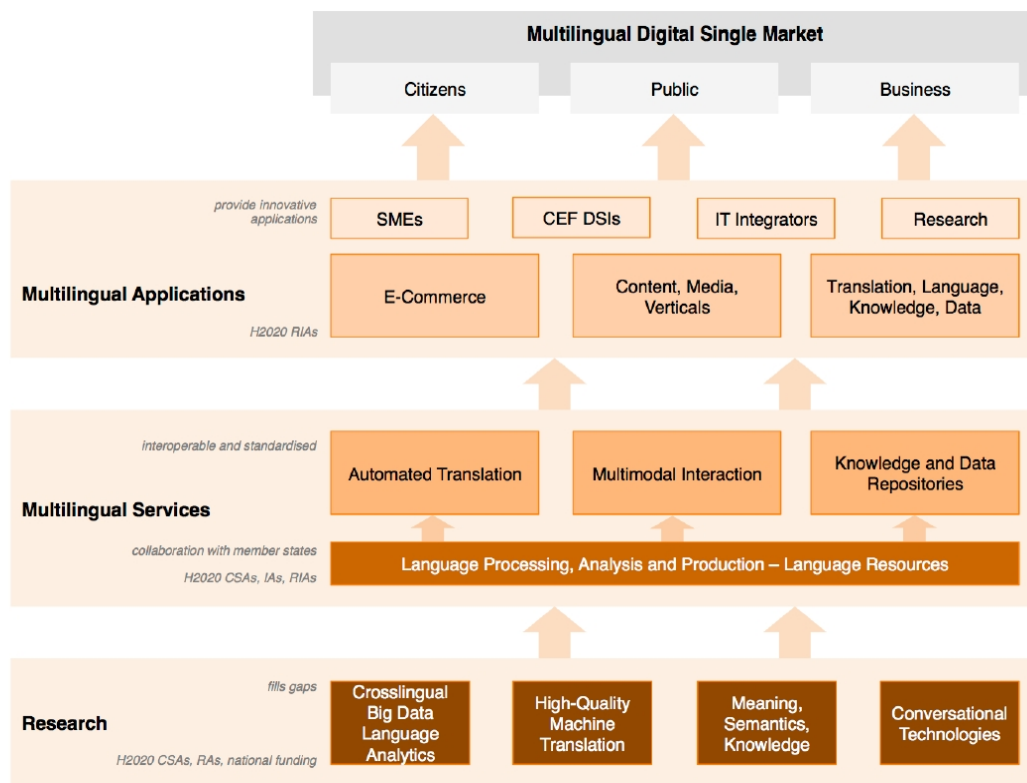 Multilingual Digital Single Market
Citizens
Public
Business
provide innovative
applications
SMEs
CEF DSIs
IT Integrators
Research
Multilingual Applications
E-Commerce
Content, Media,
Verticals
Translation, Language,
Knowledge, Data
H2020 RIAs
interoperable and standardised
Automated Translation
Multimodal Interaction
Knowledge and Data
Repositories
Multilingual Services
collaboration with member states
Language Processing, Analysis and Production – Language Resources
H2020 CSAs, IAs, RIAs
fills gaps
Crosslingual
Big Data
Language
Analytics
High-Quality
Machine
Translation
Meaning,
Semantics,
Knowledge
Conversational
Technologies
Research
H2020 CSAs, RAs, national funding